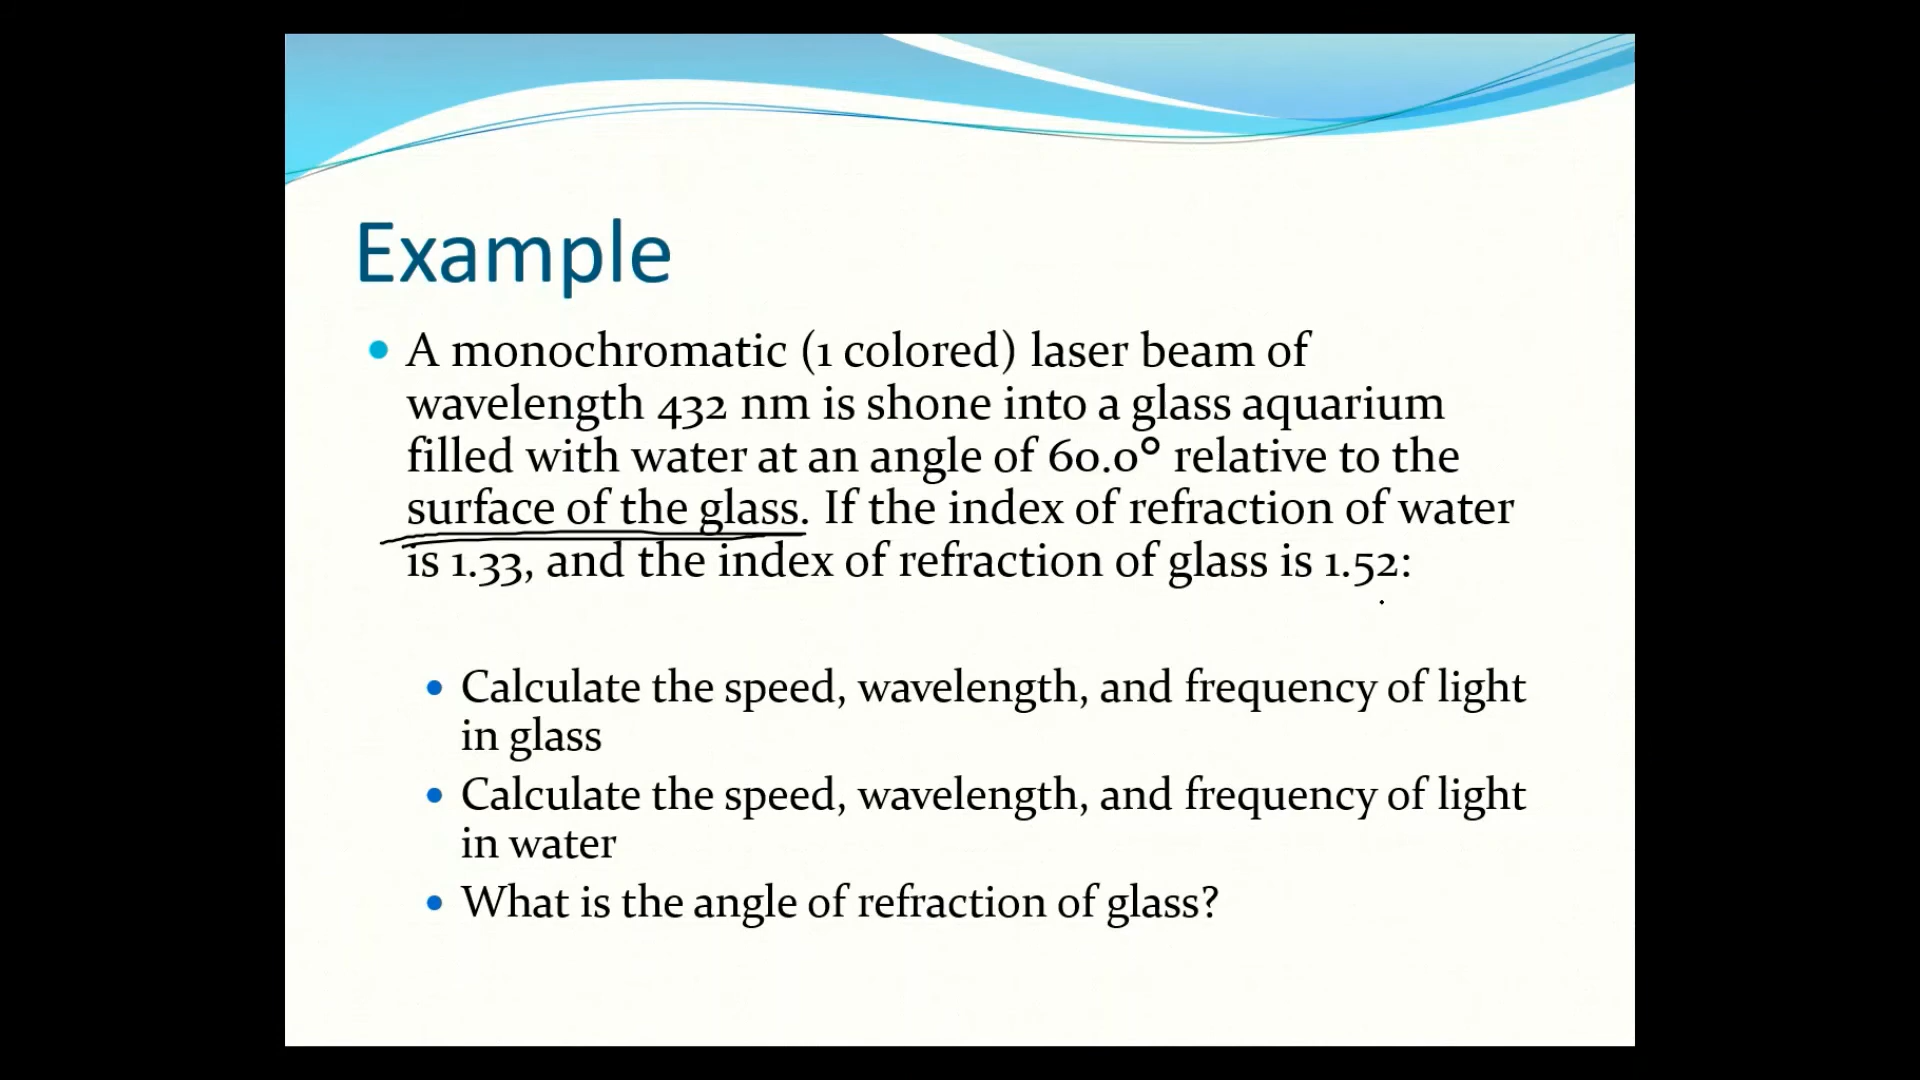 Example
A monochromatic (1 colored) laser beam of
wavelength 432 nm is shone into a glass aquarium
filled with water at an angle of 60.0° relative to the
surface of the glass. If the index of refraction of water
is 1.33, and the index of refraction of glass is 1.52:
Calculate the speed, wavelength, and frequency of light
in glass
Calculate the speed, wavelength, and frequency of light
in water
What is the angle of refraction of glass?